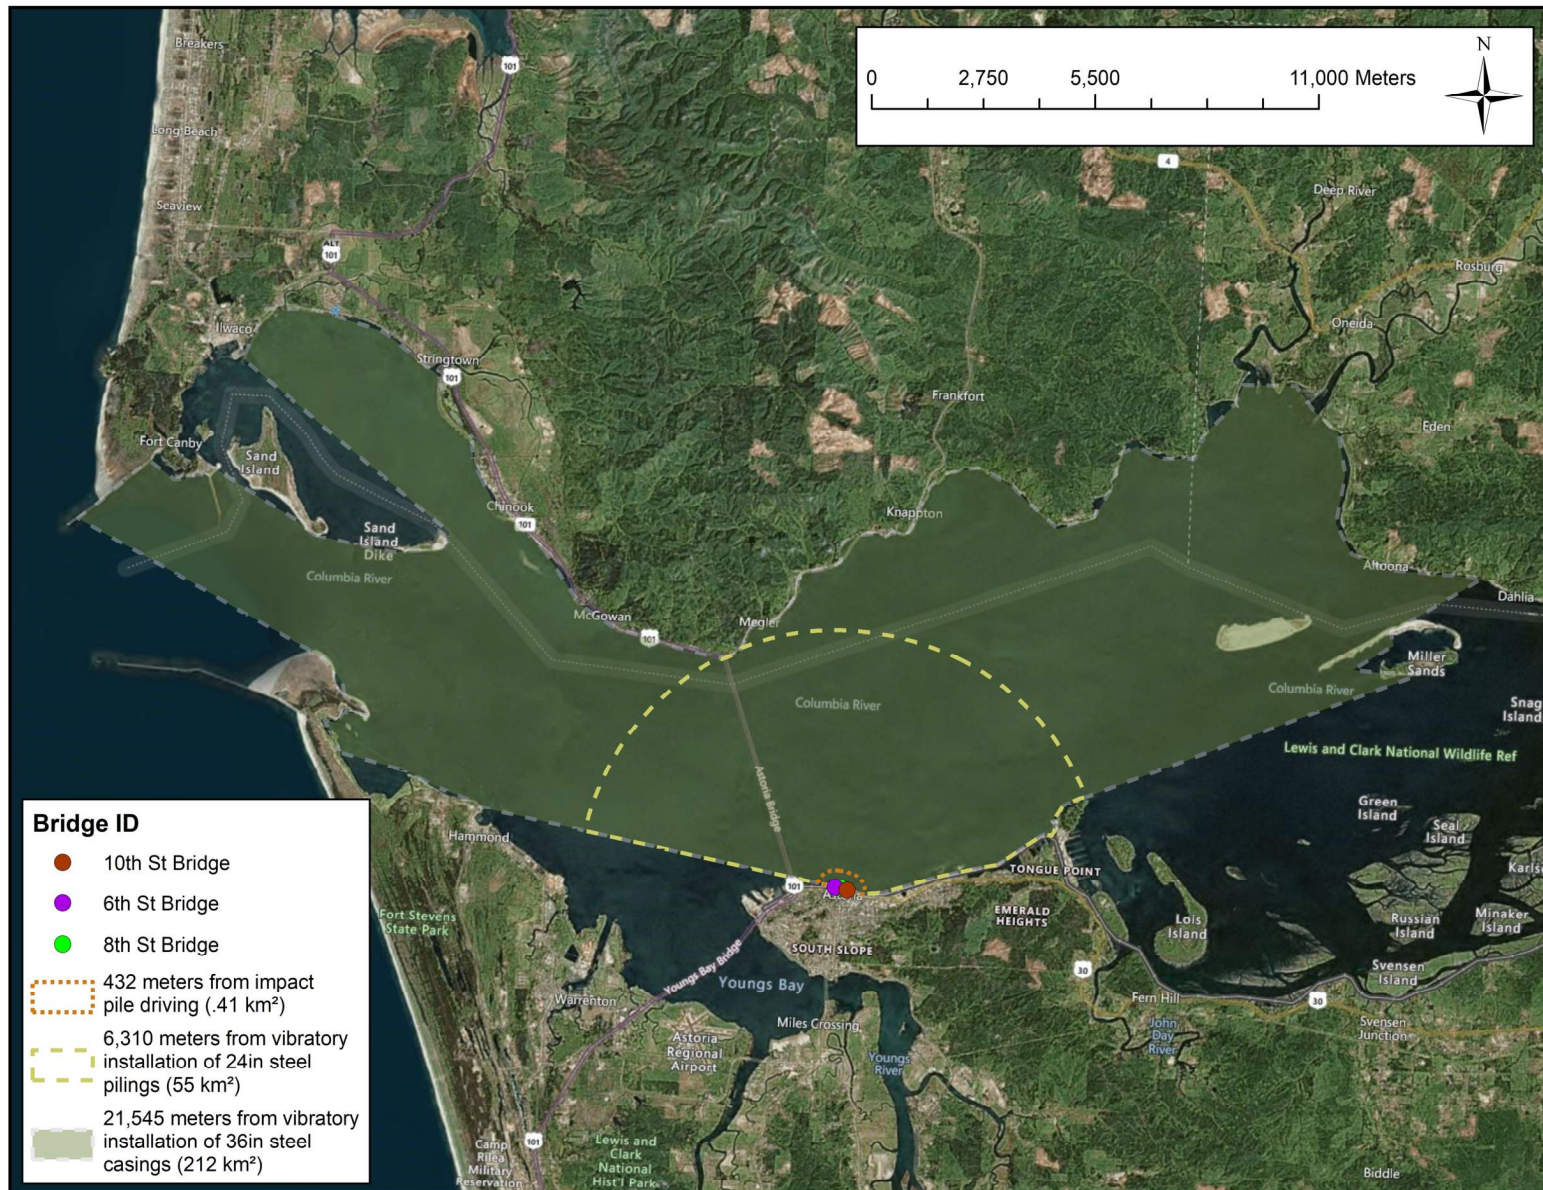 Breakers
101
N
0 2,750 5,500 11,000 Meters
Long Beach
4
Deep River
Seaview
ALT
101
Rosburg
Ilwaco
Oneida
Stringtown
101
Frankfort
Fort Canby
Sand
Island
Eden
Chinook
101
Knappton
Sand
Island
Dike
Columbia River
Altoona
Dahlia
McGowan
101
Megler
Miller
Sands
Columbia River
Columbia River
Snag
Island
Lewis and Clark National Wildlife Ref
Astoria Bridge
Green
Island
Seal
Island
Hammond
101
TONGUE POINT
Karls
EMERALD
HEIGHTS
Lois
Island
Russian
Island
Minaker
Island
Fort Stevens
State Park
SOUTH SLOPE
Youngs Bay Bridge
Youngs Bay
30
Svensen
Island
Warrenton
Fern Hill
30
Miles Crossing
John
Day
River
Svensen
Junction
Astoria
Regional
Airport
Youngs
River
101
Camp
Rilea
Military
Reservation
Lewis and
Clark
National
Hist'l Park
Biddle
Bridge ID
10th St Bridge
6th St Bridge
8th St Bridge
432 meters from impact
pile driving (.41 km²)
6,310 meters from vibratory
installation of 24in steel
pilings (55 km²)
21,545 meters from vibratory
installation of 36in steel
casings (212 km²)